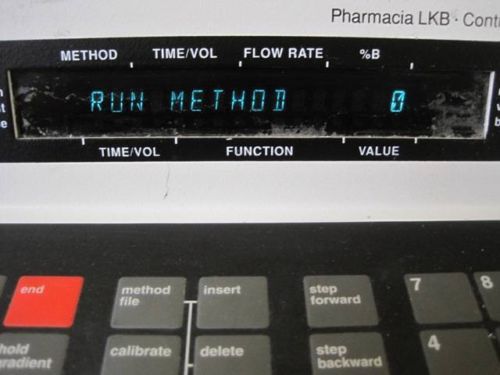 Pharmacia LKB · Cont
METHOD TIME/VOL FLOW RATE %B
RUN METHOD 0
TIME/VOL FUNCTION VALUE
end
method file
insert
step forward
7
8
hold
gradient
calibrate
delete
step backward
4